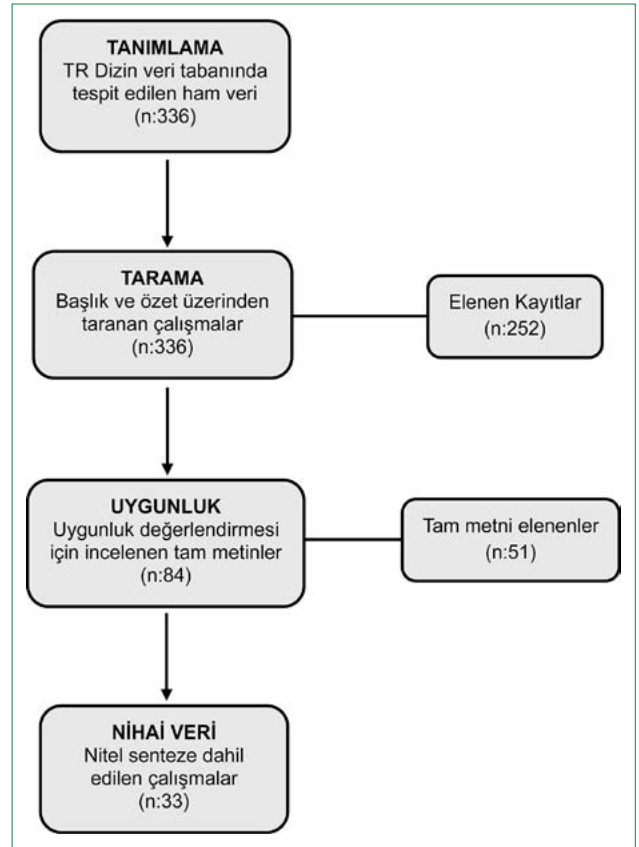 TANIMLAMA
TR Dizin veri tabanında
tespit edilen ham veri
(n:336)
TARAMA
Başlık ve özet üzerinden
taranan çalışmalar
(n:336)
Elenen Kayıtlar
(n:252)
UYGUNLUK
Uygunluk değerlendirmesi
için incelenen tam metinler
(n:84)
Tam metni elenenler
(n:51)
NİHAİ VERİ
Nitel senteze dahil
edilen çalışmalar
(n:33)